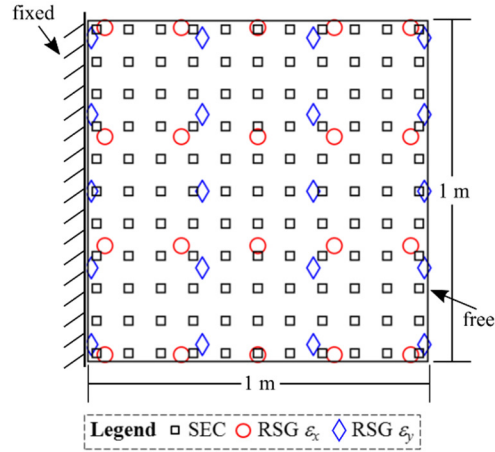 fixed
1 m
free
1 m
Legend SEC RSG εx RSG εy